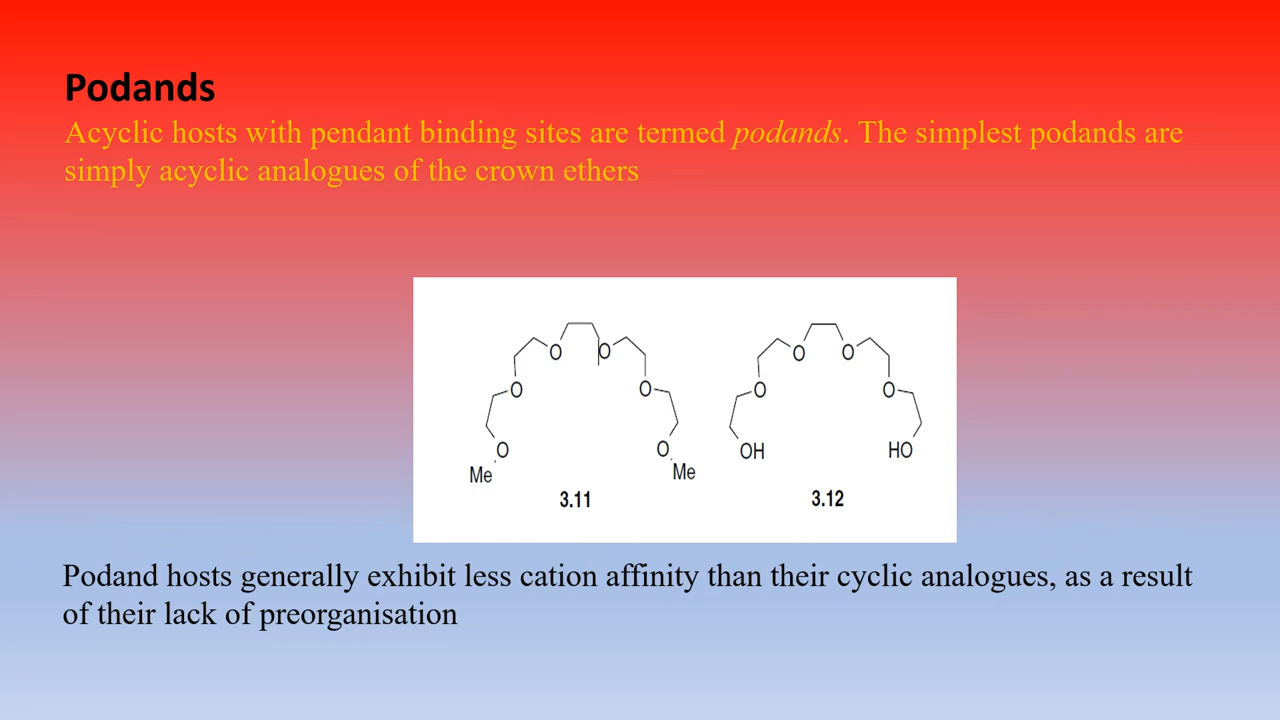 Podands
Acyclic hosts with pendant binding sites are termed podands. The simplest podands are
simply acyclic analogues of the crown ethers
O O O O
O O O O
O O OH HO
Me Me
3.11 3.12
Podand hosts generally exhibit less cation affinity than their cyclic analogues, as a result
of their lack of preorganisation